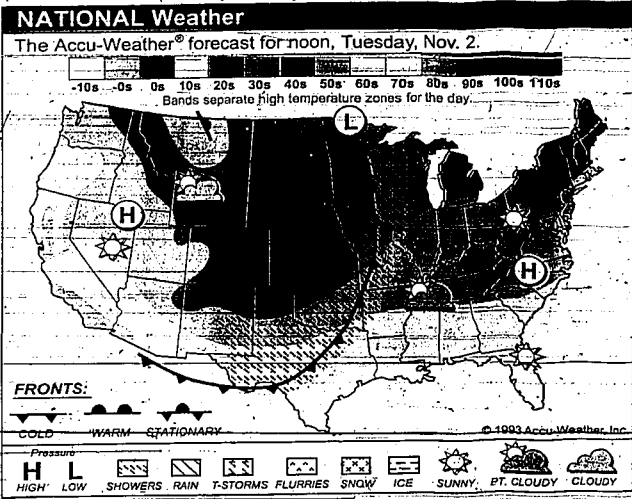 NATIONAL Weather
The Accu-Weather® forecast for noon, Tuesday, Nov. 2.
-10s -0s 0s 10s 20s 30s 40s 50s 60s 70s 80s 90s 100s 110s
Bands separate high temperature zones for the day.
L
H
H
FRONTS:
COLD WARM STATIONARY
© 1993 Accu-Weather, Inc.
Pressure
H L
HIGH LOW SHOWERS RAIN T-STORMS FLURRIES SNOW ICE SUNNY PT. CLOUDY CLOUDY